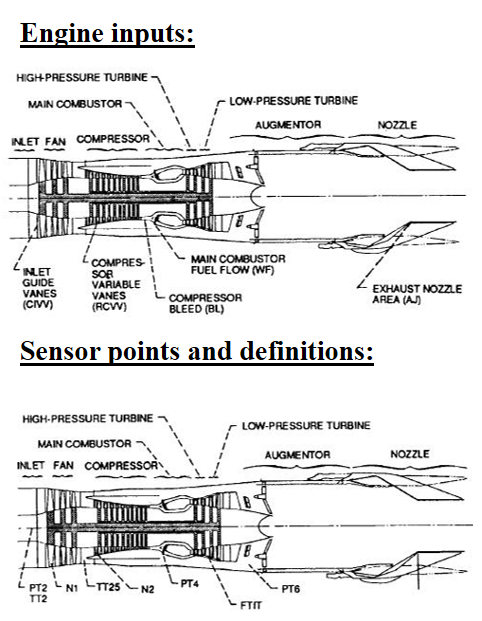 Engine inputs:
HIGH-PRESSURE TURBINE
MAIN COMBUSTOR
LOW-PRESSURE TURBINE
AUGMENTOR
NOZZLE
INLET FAN COMPRESSOR
INLET
GUIDE
VANES
(CIVV)
COMPRES-
SOR
VARIABLE
VANES
(RCVV)
MAIN COMBUSTOR
FUEL FLOW (WF)
COMPRESSOR
BLEED (BL)
EXHAUST NOZZLE
AREA (AJ)
Sensor points and definitions:
HIGH-PRESSURE TURBINE
LOW-PRESSURE TURBINE
MAIN COMBUSTOR
AUGMENTOR
NOZZLE
INLET FAN COMPRESSOR
PT2
TT2
N1
TT25
N2
PT4
FTIT
PT6